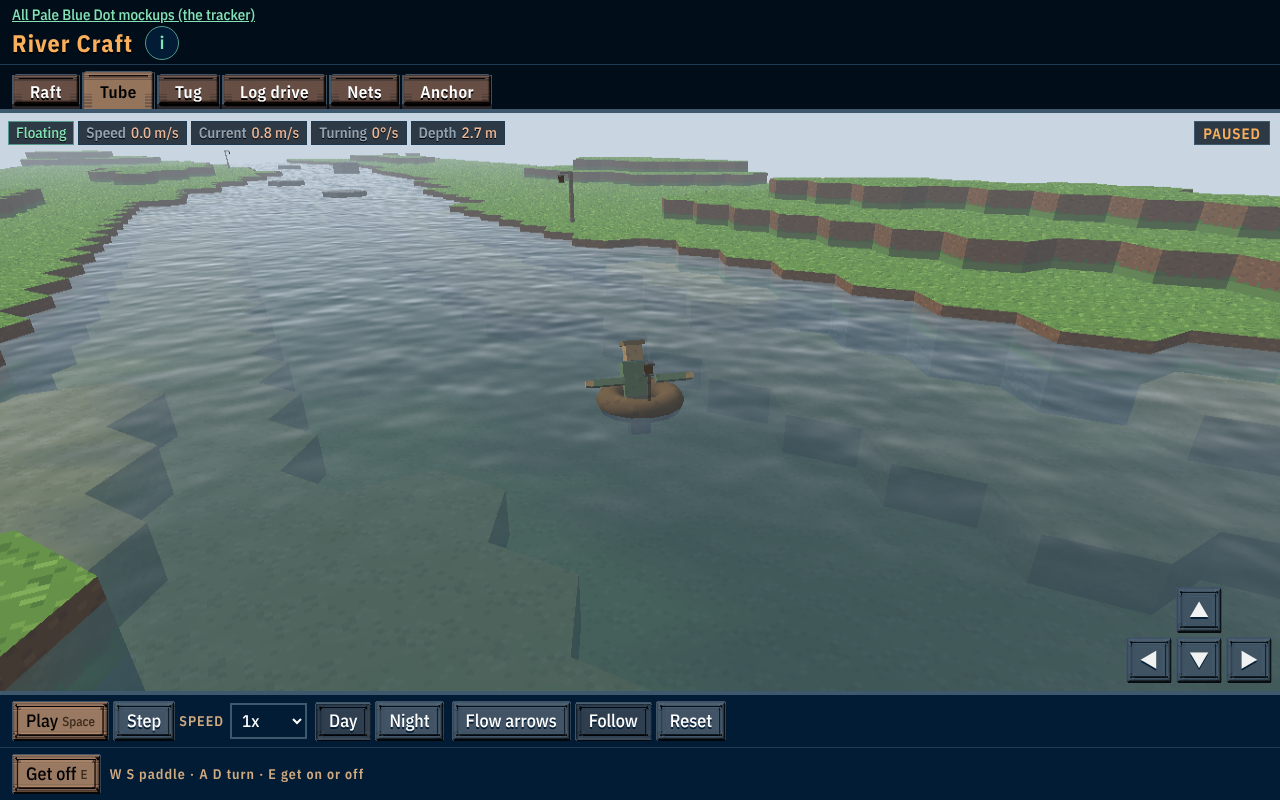 All Pale Blue Dot mockups (the tracker)
River Craft i
Raft Tube Tug Log drive Nets Anchor
Floating Speed 0.0 m/s Current 0.8 m/s Turning 0°/s Depth 2.7 m PAUSED
Play Space Step SPEED 1x Day Night Flow arrows Follow Reset
Get off E W S paddle · A D turn · E get on or off